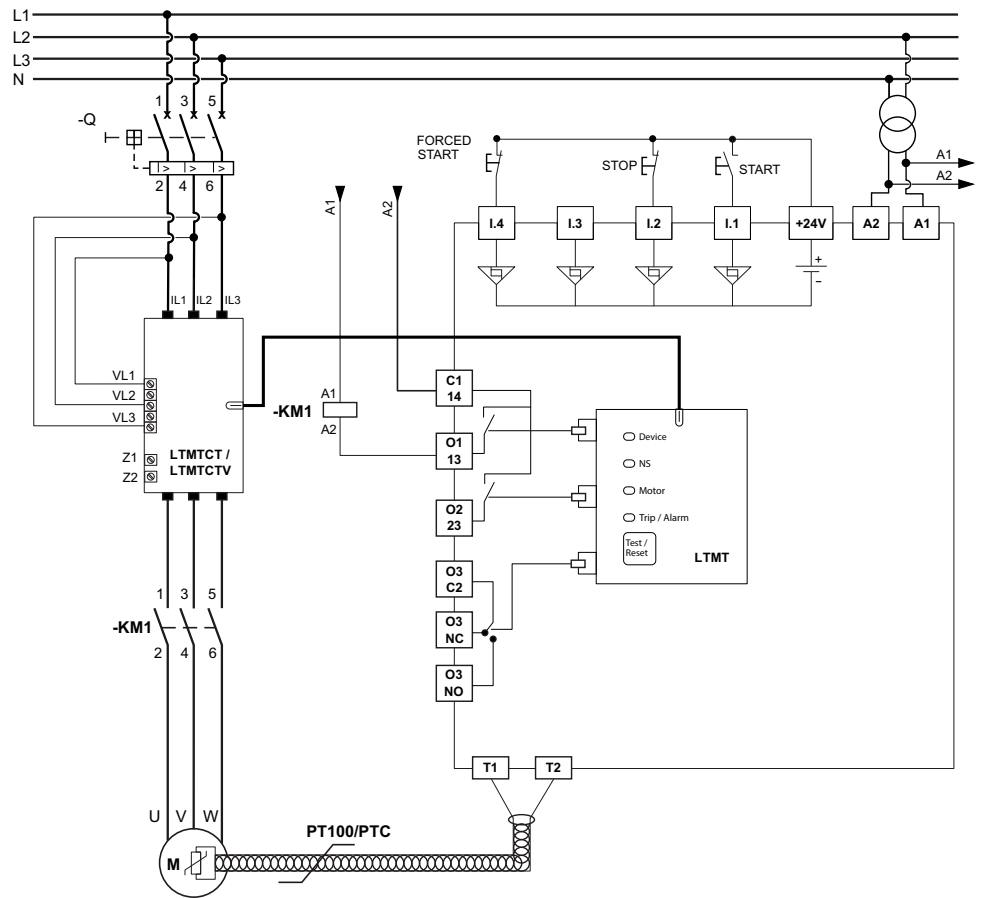 L1
L2
L3
N
1 3 5
-Q
I> I> I>
2 4 6
FORCED
START
STOP
START
A1
A2
A1
A2
I.4 I.3 I.2 I.1 +24V A2 A1
+
−
IL1 IL2 IL3
VL1
VL2
VL3
Z1
Z2
LTMTCT /
LTMTCTV
-KM1
A1
A2
C1
14
O1
13
O2
23
O3
C2
O3
NC
O3
NO
Device
NS
Motor
Trip / Alarm
Test /
Reset
LTMT
1 3 5
-KM1
2 4 6
T1 T2
U V W
M
PT100/PTC